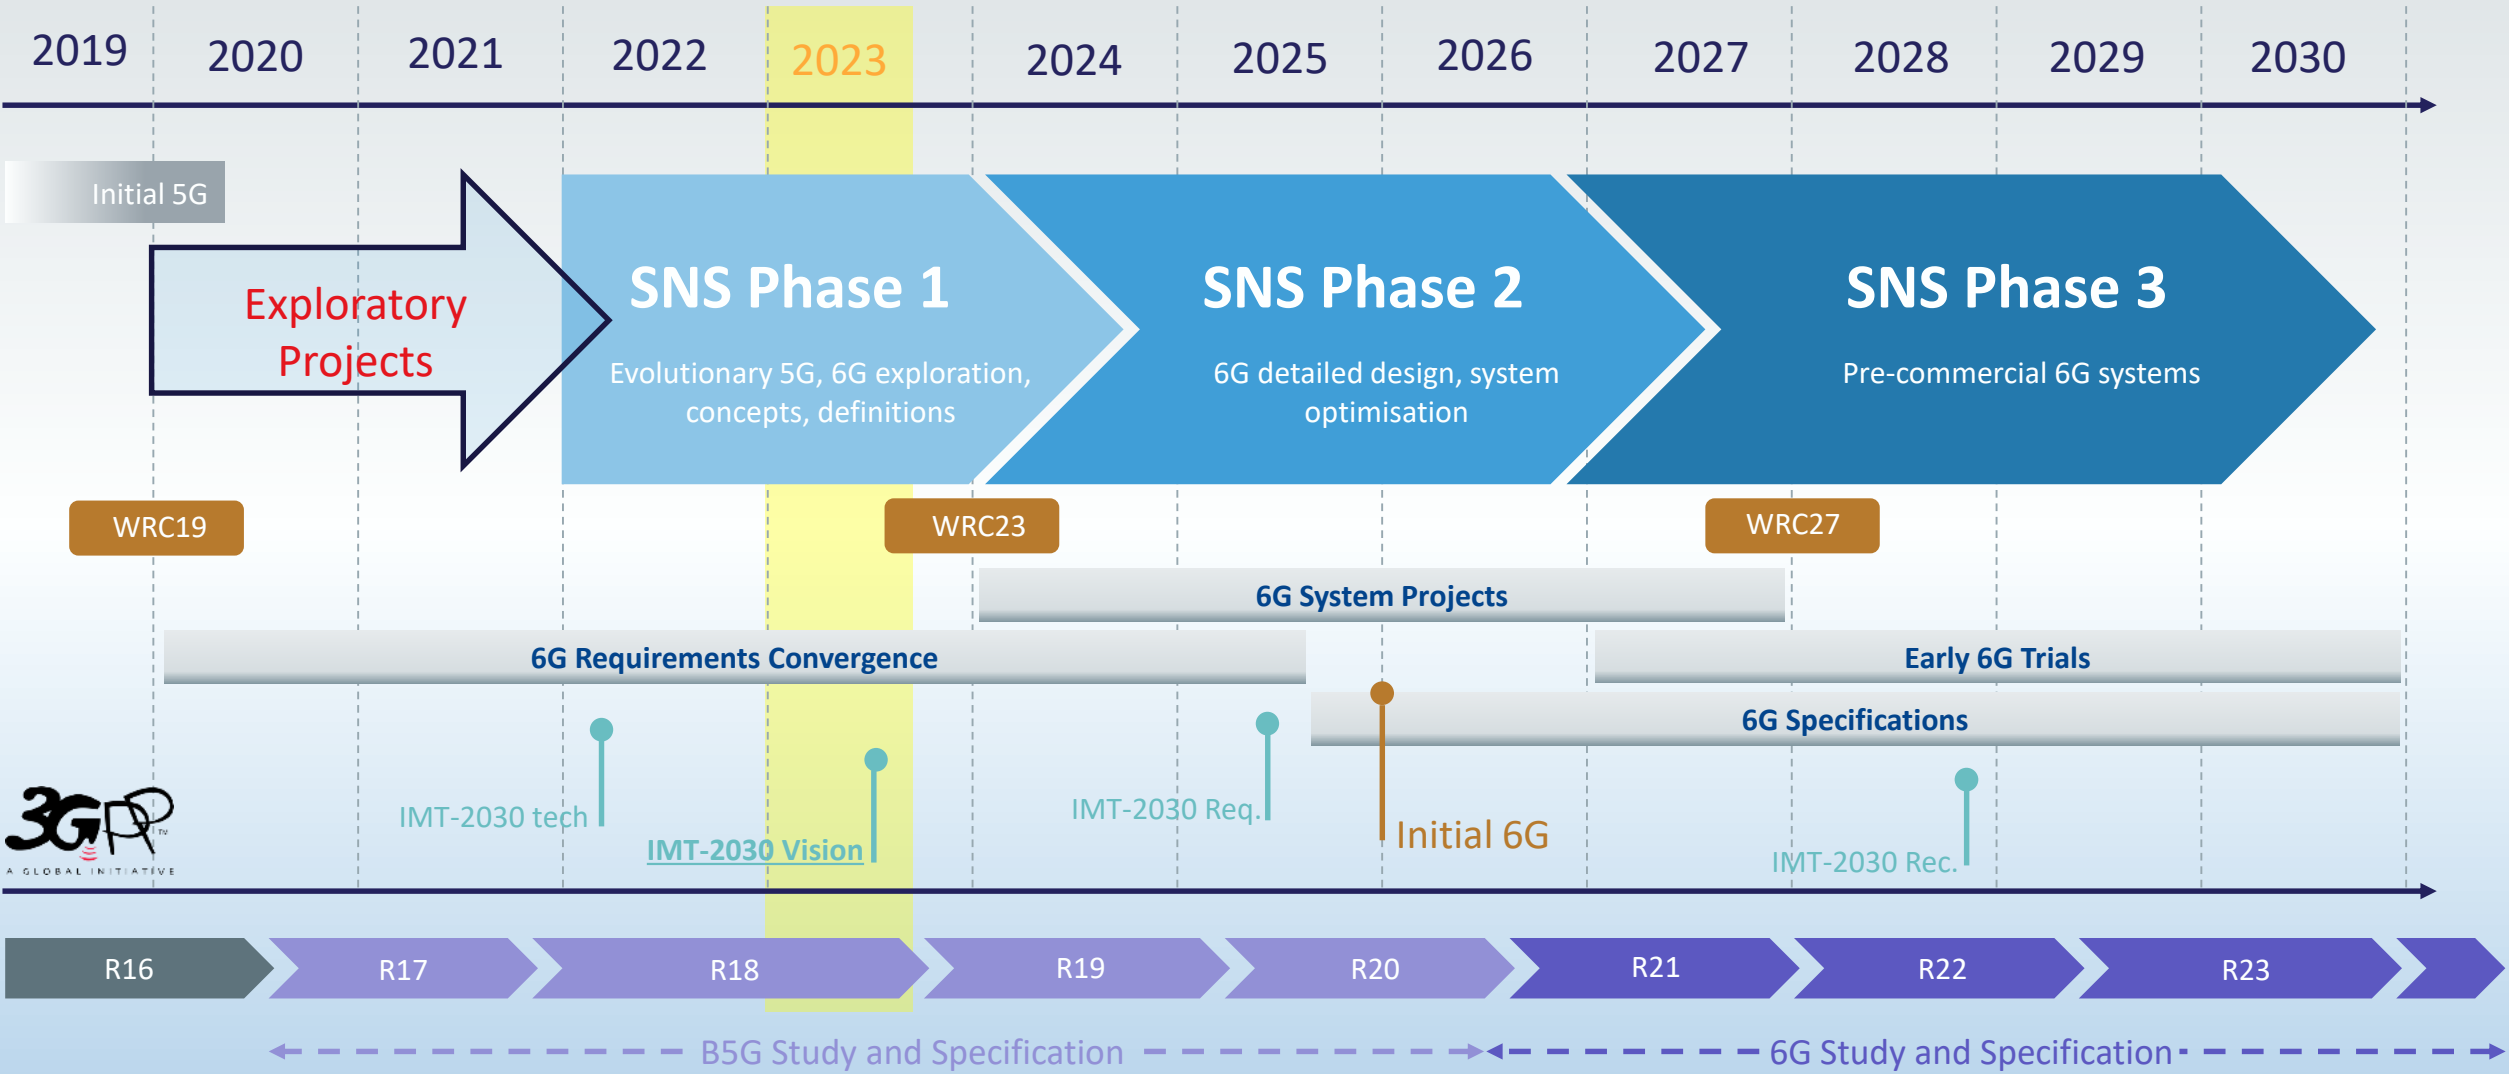 2019 2020 2021 2022 2023 2024 2025 2026 2027 2028 2029 2030
Initial 5G
Exploratory
Projects
SNS Phase 1
Evolutionary 5G, 6G exploration,
concepts, definitions
SNS Phase 2
6G detailed design, system
optimisation
SNS Phase 3
Pre-commercial 6G systems
WRC19 WRC23 WRC27
6G System Projects
6G Requirements Convergence
Early 6G Trials
6G Specifications
IMT-2030 tech
IMT-2030 Vision
IMT-2030 Req.
Initial 6G
IMT-2030 Rec.
3GPP TM
A GLOBAL INITIATIVE
R16 R17 R18 R19 R20 R21 R22 R23
B5G Study and Specification
6G Study and Specification